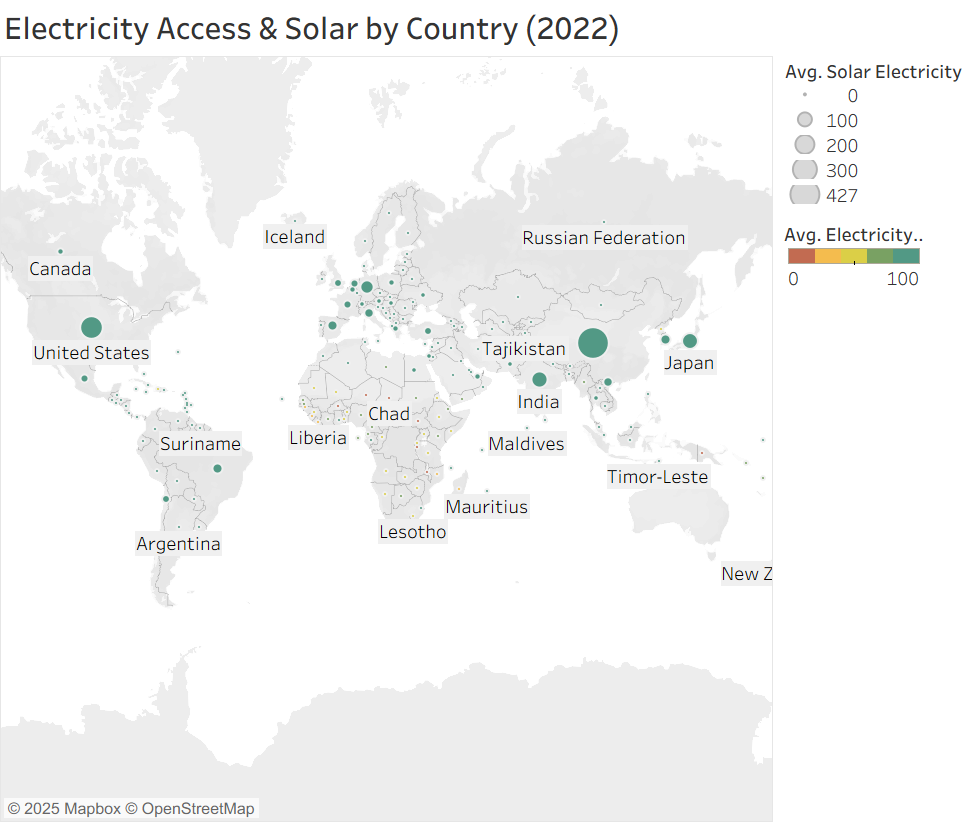 Electricity Access & Solar by Country (2022)
Avg. Solar Electricity
0
100
200
300
427
Avg. Electricity..
0 100
Iceland
Russian Federation
Canada
United States
Tajikistan
Japan
India
Chad
Liberia
Suriname
Maldives
Timor-Leste
Mauritius
Lesotho
Argentina
New Z
© 2025 Mapbox © OpenStreetMap